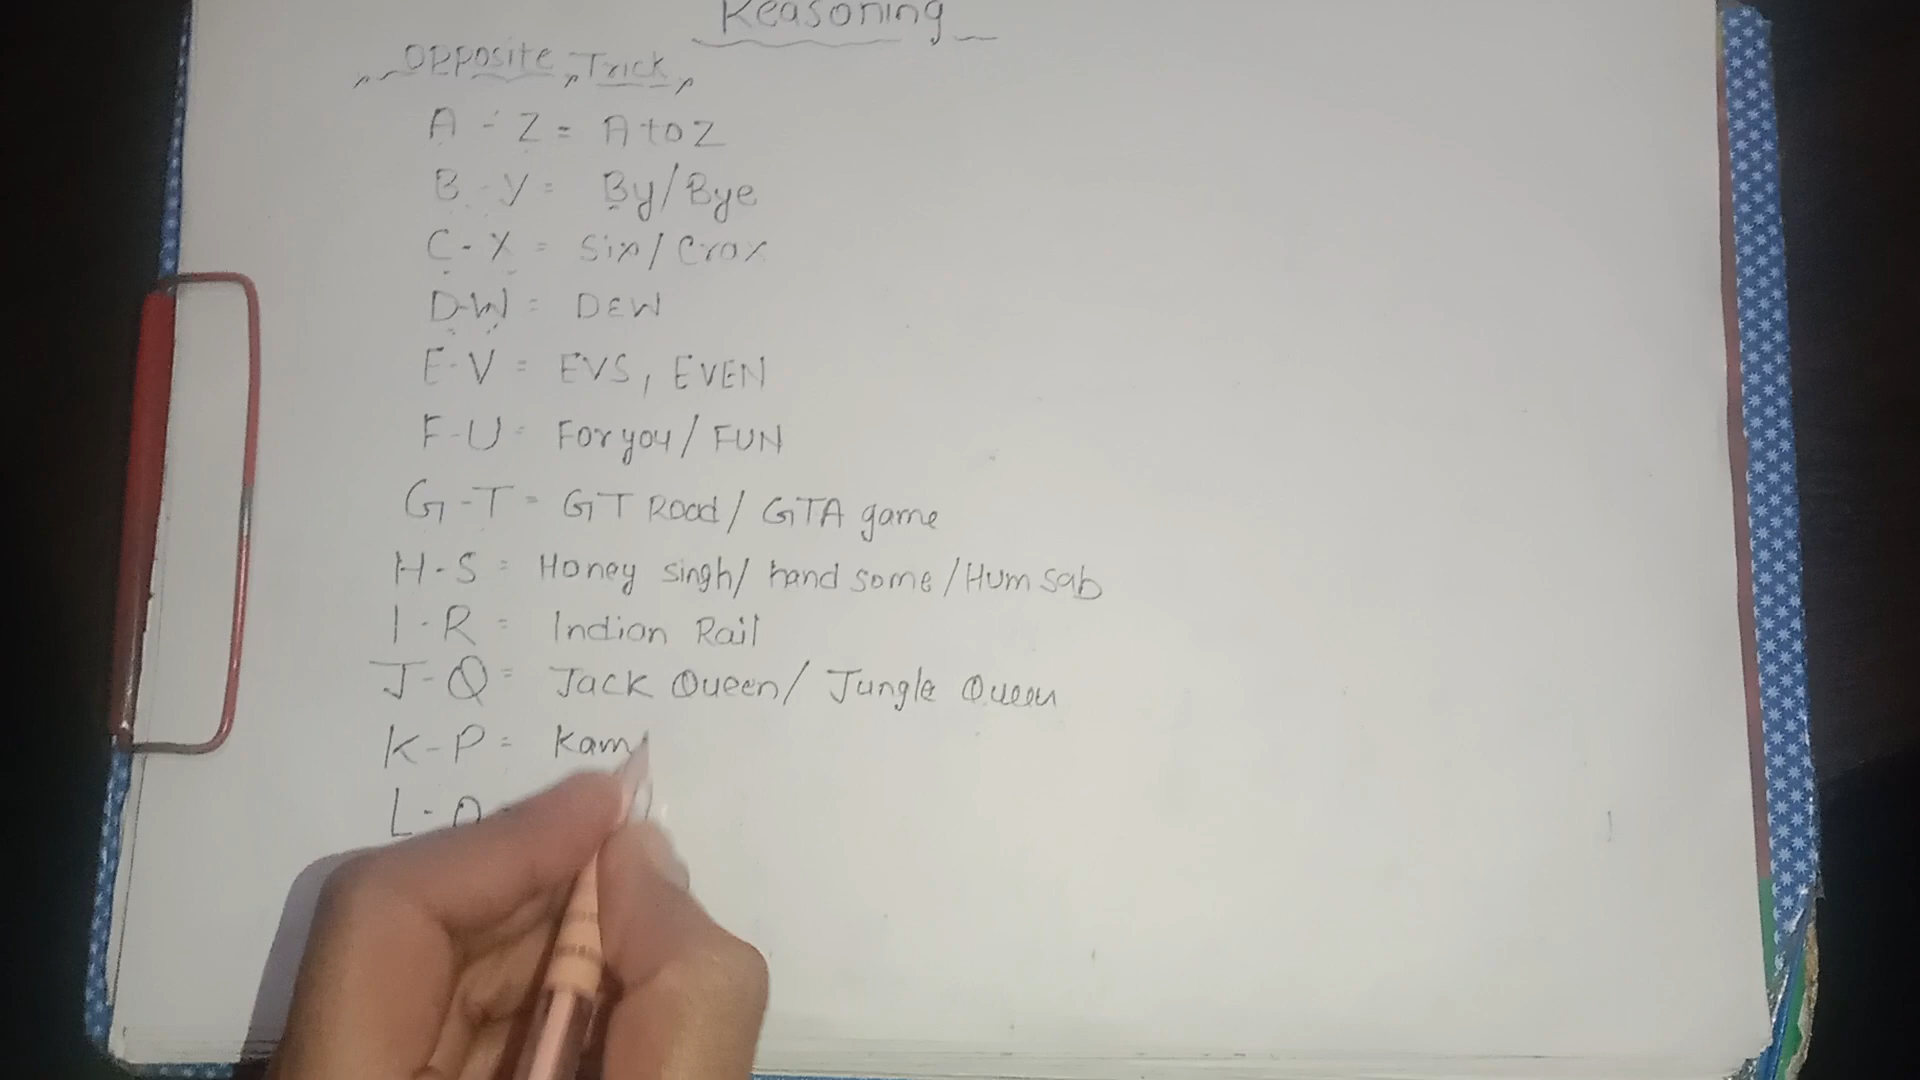 Reasoning
Opposite Trick
A - Z = A to Z
B - Y = By/Bye
C - X = Six/Crax
D-W = DEW
E-V = EVS, EVEN
F-U = For you/FUN
G-T = GT Road/GTA game
H-S = Honey singh/hand some/Hum sab
I-R = Indian Rail
J-Q = Jack Queen/Jungle Queen
K-P = Kam
L-O